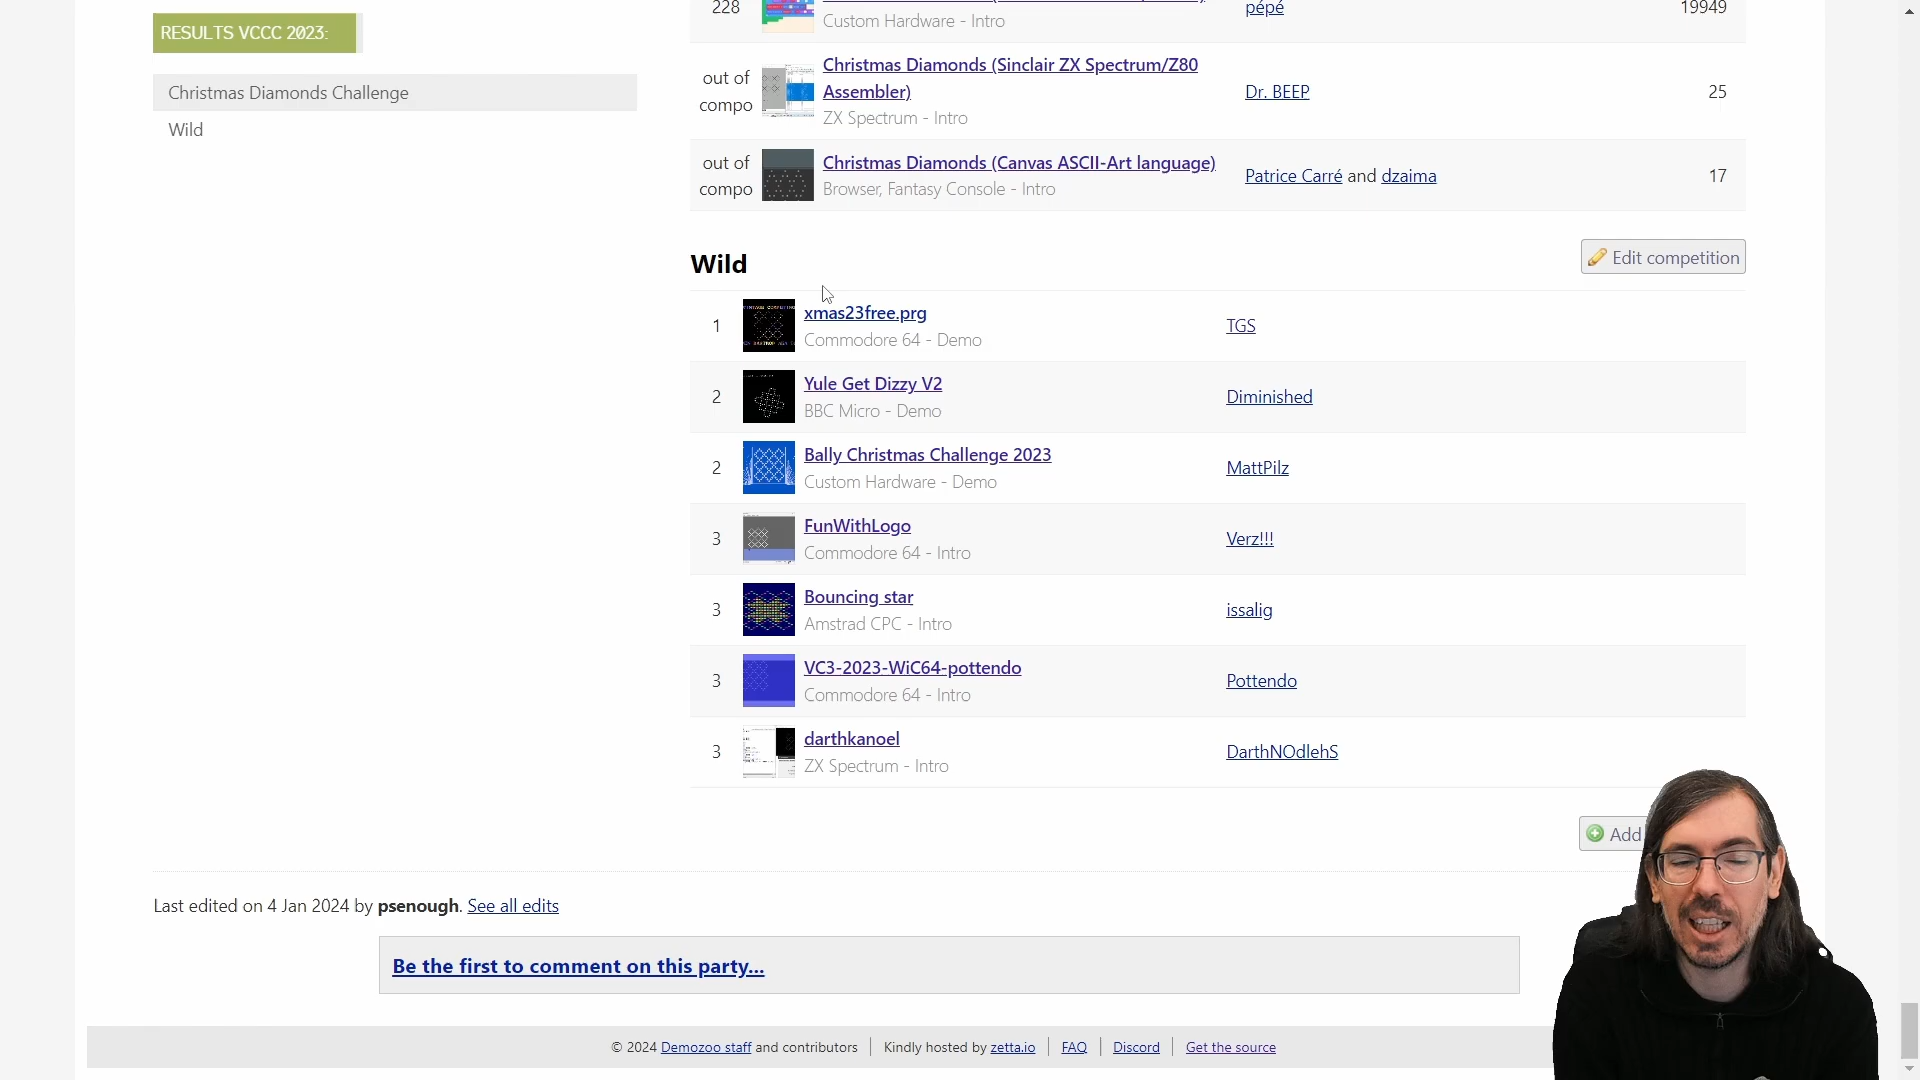 RESULTS VCCC 2023:
Christmas Diamonds Challenge
Wild
228
Custom Hardware - Intro
pépé
19949
out of compo
Christmas Diamonds (Sinclair ZX Spectrum/Z80
Assembler)
ZX Spectrum - Intro
Dr. BEEP
25
out of compo
Christmas Diamonds (Canvas ASCII-Art language)
Browser, Fantasy Console - Intro
Patrice Carré and dzaima
17
Wild
Edit competition
1
xmas23free.prg
Commodore 64 - Demo
TGS
2
Yule Get Dizzy V2
BBC Micro - Demo
Diminished
2
Bally Christmas Challenge 2023
Custom Hardware - Demo
MattPilz
3
FunWithLogo
Commodore 64 - Intro
Verz!!!
3
Bouncing star
Amstrad CPC - Intro
issalig
3
VC3-2023-WiC64-pottendo
Commodore 64 - Intro
Pottendo
3
darthkanoel
ZX Spectrum - Intro
DarthNOdlehS
Add
Last edited on 4 Jan 2024 by psenough. See all edits
Be the first to comment on this party...
© 2024 Demozoo staff and contributors
Kindly hosted by zetta.io
FAQ
Discord
Get the source